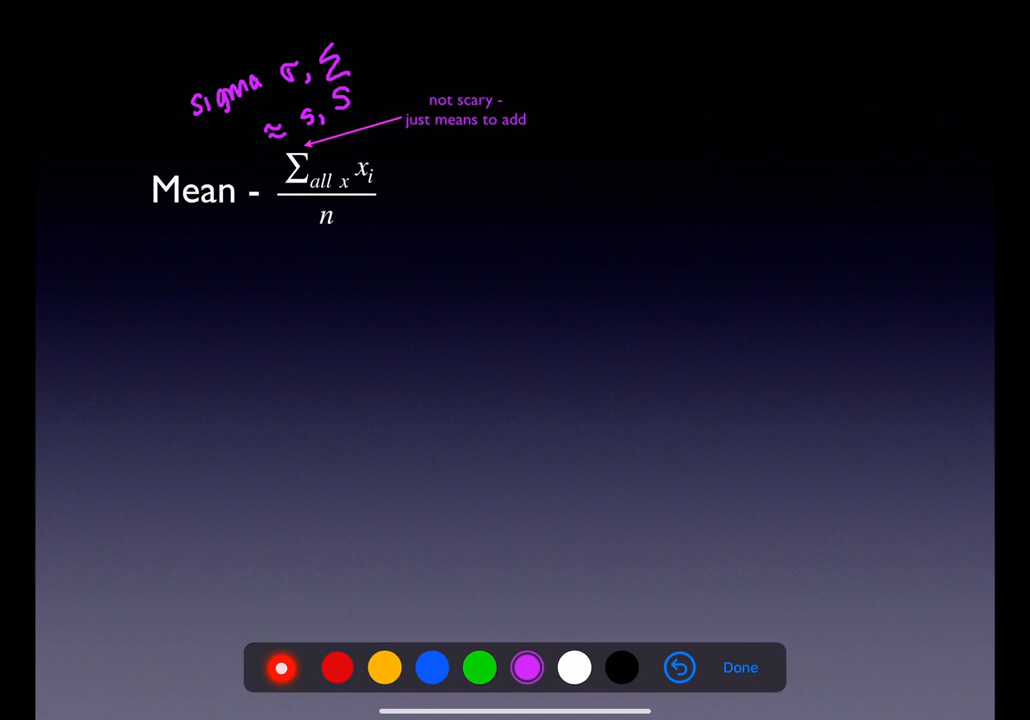 sigma σ, Σ
≈ s, S
not scary -
just means to add
Mean - Σall x xi
n
Done